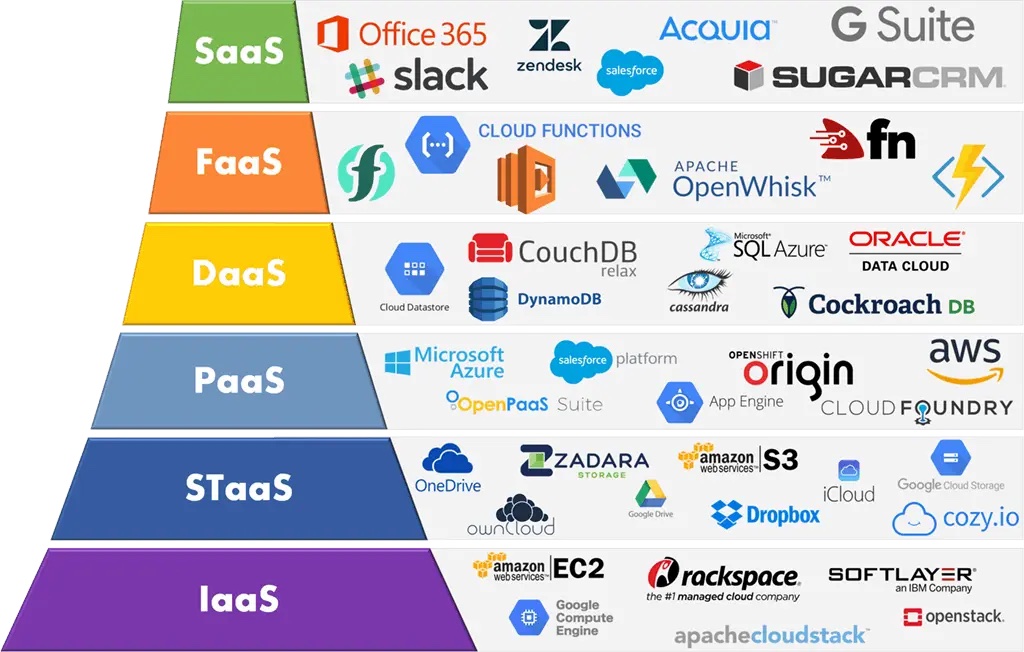 SaaS
Office 365
slack
zendesk
ACQUIA™
salesforce
G Suite
SUGARCRM.
FaaS
CLOUD FUNCTIONS
APACHE
OpenWhisk™
fn
DaaS
Cloud Datastore
CouchDB
relax
DynamoDB
Microsoft®
SQL Azure™
cassandra
ORACLE®
DATA CLOUD
Cockroach DB
PaaS
Microsoft
Azure
OpenPaaS Suite
salesforce platform
App Engine
OPENSHIFT
origin
aws
CLOUD FOUNDRY
STaaS
OneDrive
ownCloud
ZADARA
STORAGE
Google Drive
amazon
web services™ S3
Dropbox
iCloud
Google Cloud Storage
cozy.io
IaaS
amazon
web services™ EC2
Google
Compute
Engine
rackspace®
the #1 managed cloud company
apachecloudstack™
SOFTLAYER®
an IBM Company
openstack.